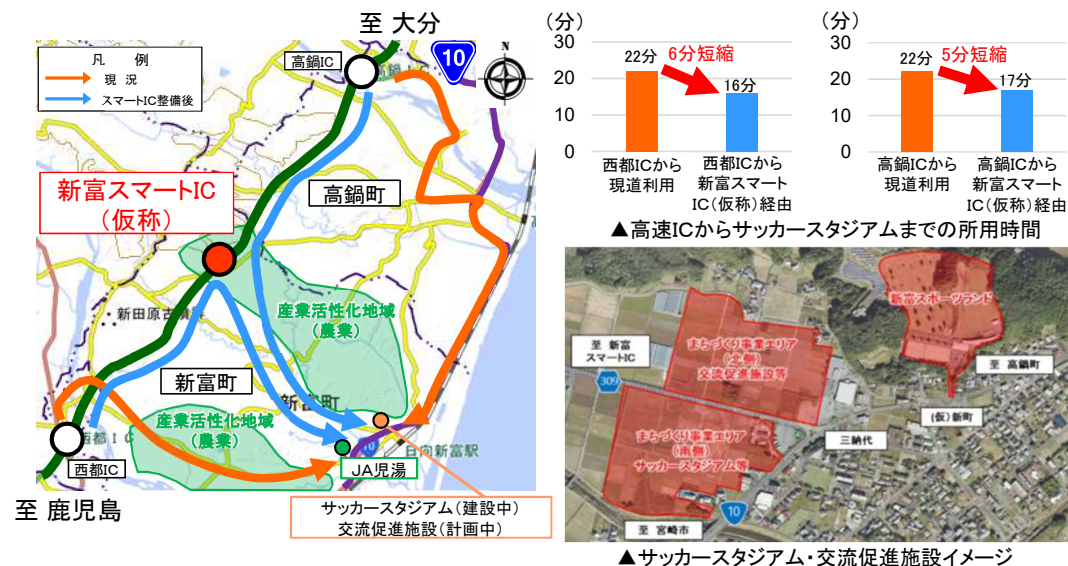 至 大分
凡 例
現 況
スマートIC整備後
高鍋IC
高鍋IC
10
N
新富スマートIC
(仮称)
高鍋町
産業活性化地域
(農業)
新田原古墳群
新富町
新富町
産業活性化地域
(農業)
西都IC
西都IC
10
日向新富駅
JA児湯
至 鹿児島
サッカースタジアム(建設中)
交流促進施設(計画中)
(分)
30
20
10
0
22分
6分短縮
16分
西都ICから
現道利用
西都ICから
新富スマート
IC(仮称)経由
(分)
30
20
10
0
22分
5分短縮
17分
高鍋ICから
現道利用
高鍋ICから
新富スマート
IC(仮称)経由
▲高速ICからサッカースタジアムまでの所用時間
新富スポーツランド
まちづくり事業エリア
(北側)
交流促進施設等
至 新富
スマートIC
309
至 高鍋町
(仮)新町
三納代
まちづくり事業エリア
(南側)
サッカースタジアム等
10
至 宮崎市
▲サッカースタジアム・交流促進施設イメージ